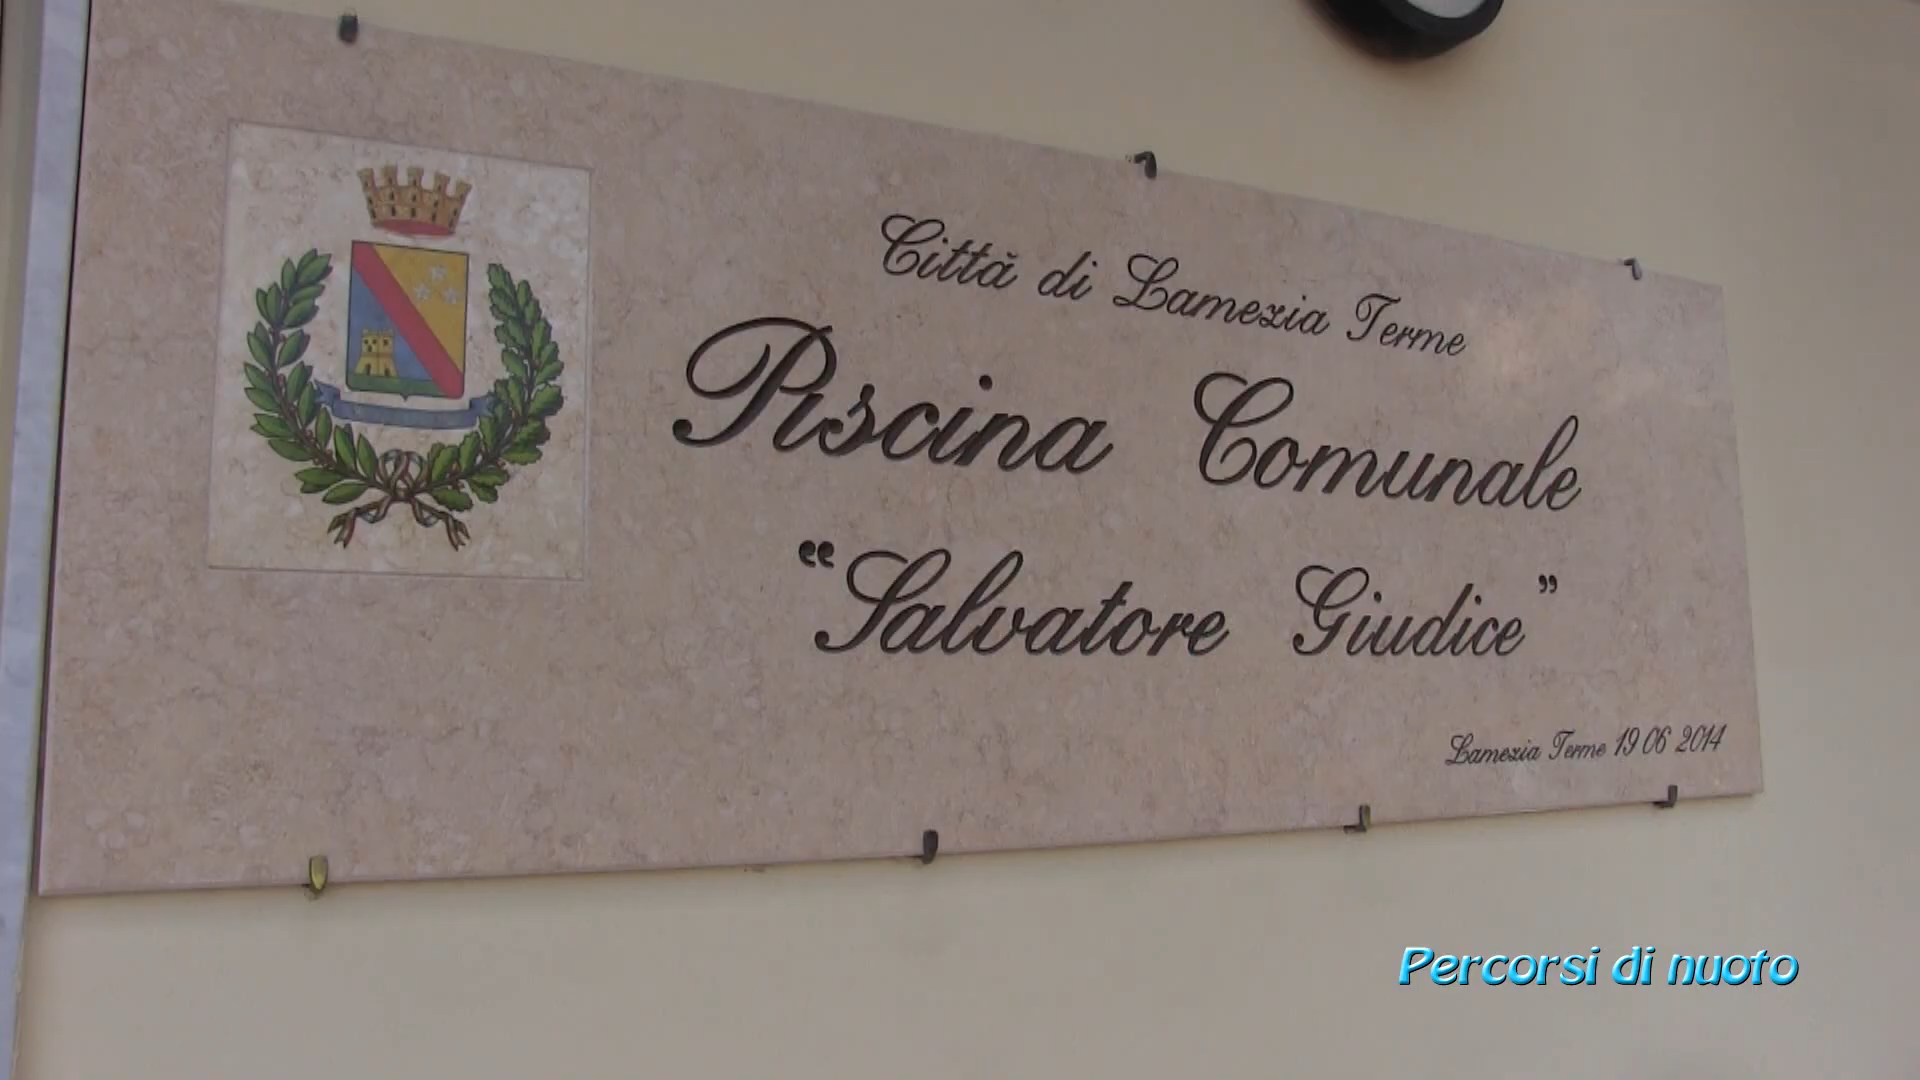 Città di Lamezia Terme
Piscina Comunale
“Salvatore Giudice”
Lamezia Terme 19 06 2014
Percorsi di nuoto